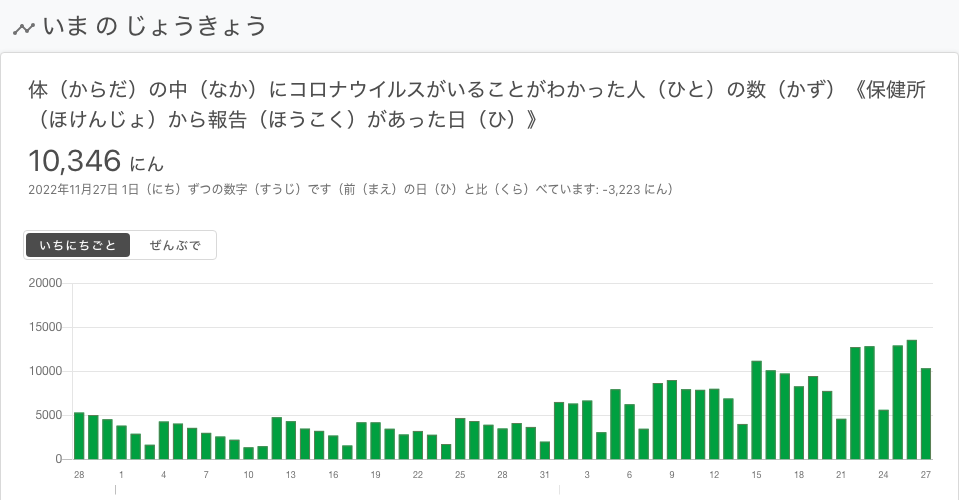 いまの じょうきょう
体（からだ）の中（なか）にコロナウイルスがいることがわかった人（ひと）の数（かず）《保健所
（ほけんじょ）から報告（ほうこく）があった日（ひ）》
10,346 にん
2022年11月27日 1日（にち）ずつの数字（すうじ）です（前（まえ）の日（ひ）と比（くら）べています: -3,223 にん）
いちにちごと ぜんぶで
20000
15000
10000
5000
0
28 1 4 7 10 13 16 19 22 25 28 31 3 6 9 12 15 18 21 24 27